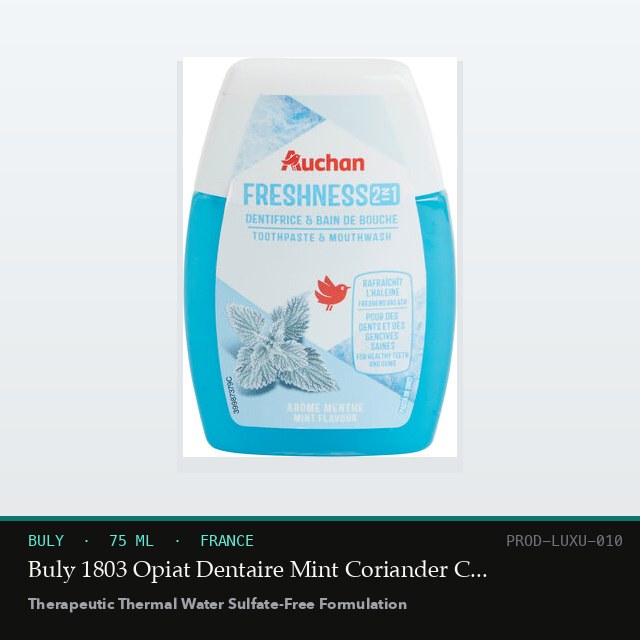 Auchan
FRESHNESS 2IN1
DENTIFRICE & BAIN DE BOUCHE
TOOTHPASTE & MOUTHWASH
RAFRAÎCHIT
L'HALEINE
FRESHENS BREATH
POUR DES
DENTS ET DES
GENCIVES
SAINES
FOR HEALTHY TEETH
AND GUMS
ARÔME MENTHE
MINT FLAVOUR
BULY · 75 ML · FRANCE
PROD–LUXU–010
Buly 1803 Opiat Dentaire Mint Coriander C...
Therapeutic Thermal Water Sulfate-Free Formulation